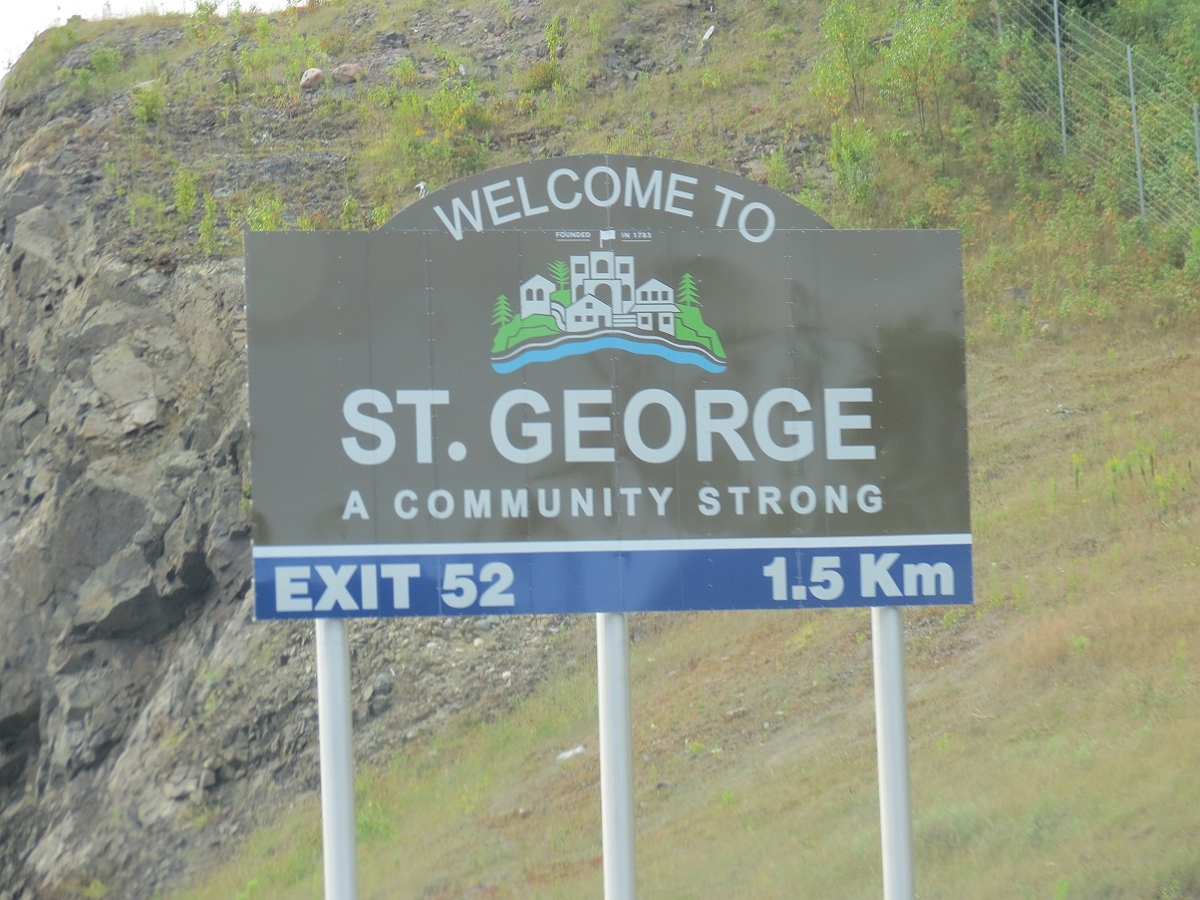 WELCOME TO
FOUNDED IN 1783
ST. GEORGE
A COMMUNITY STRONG
EXIT 52 1.5 Km